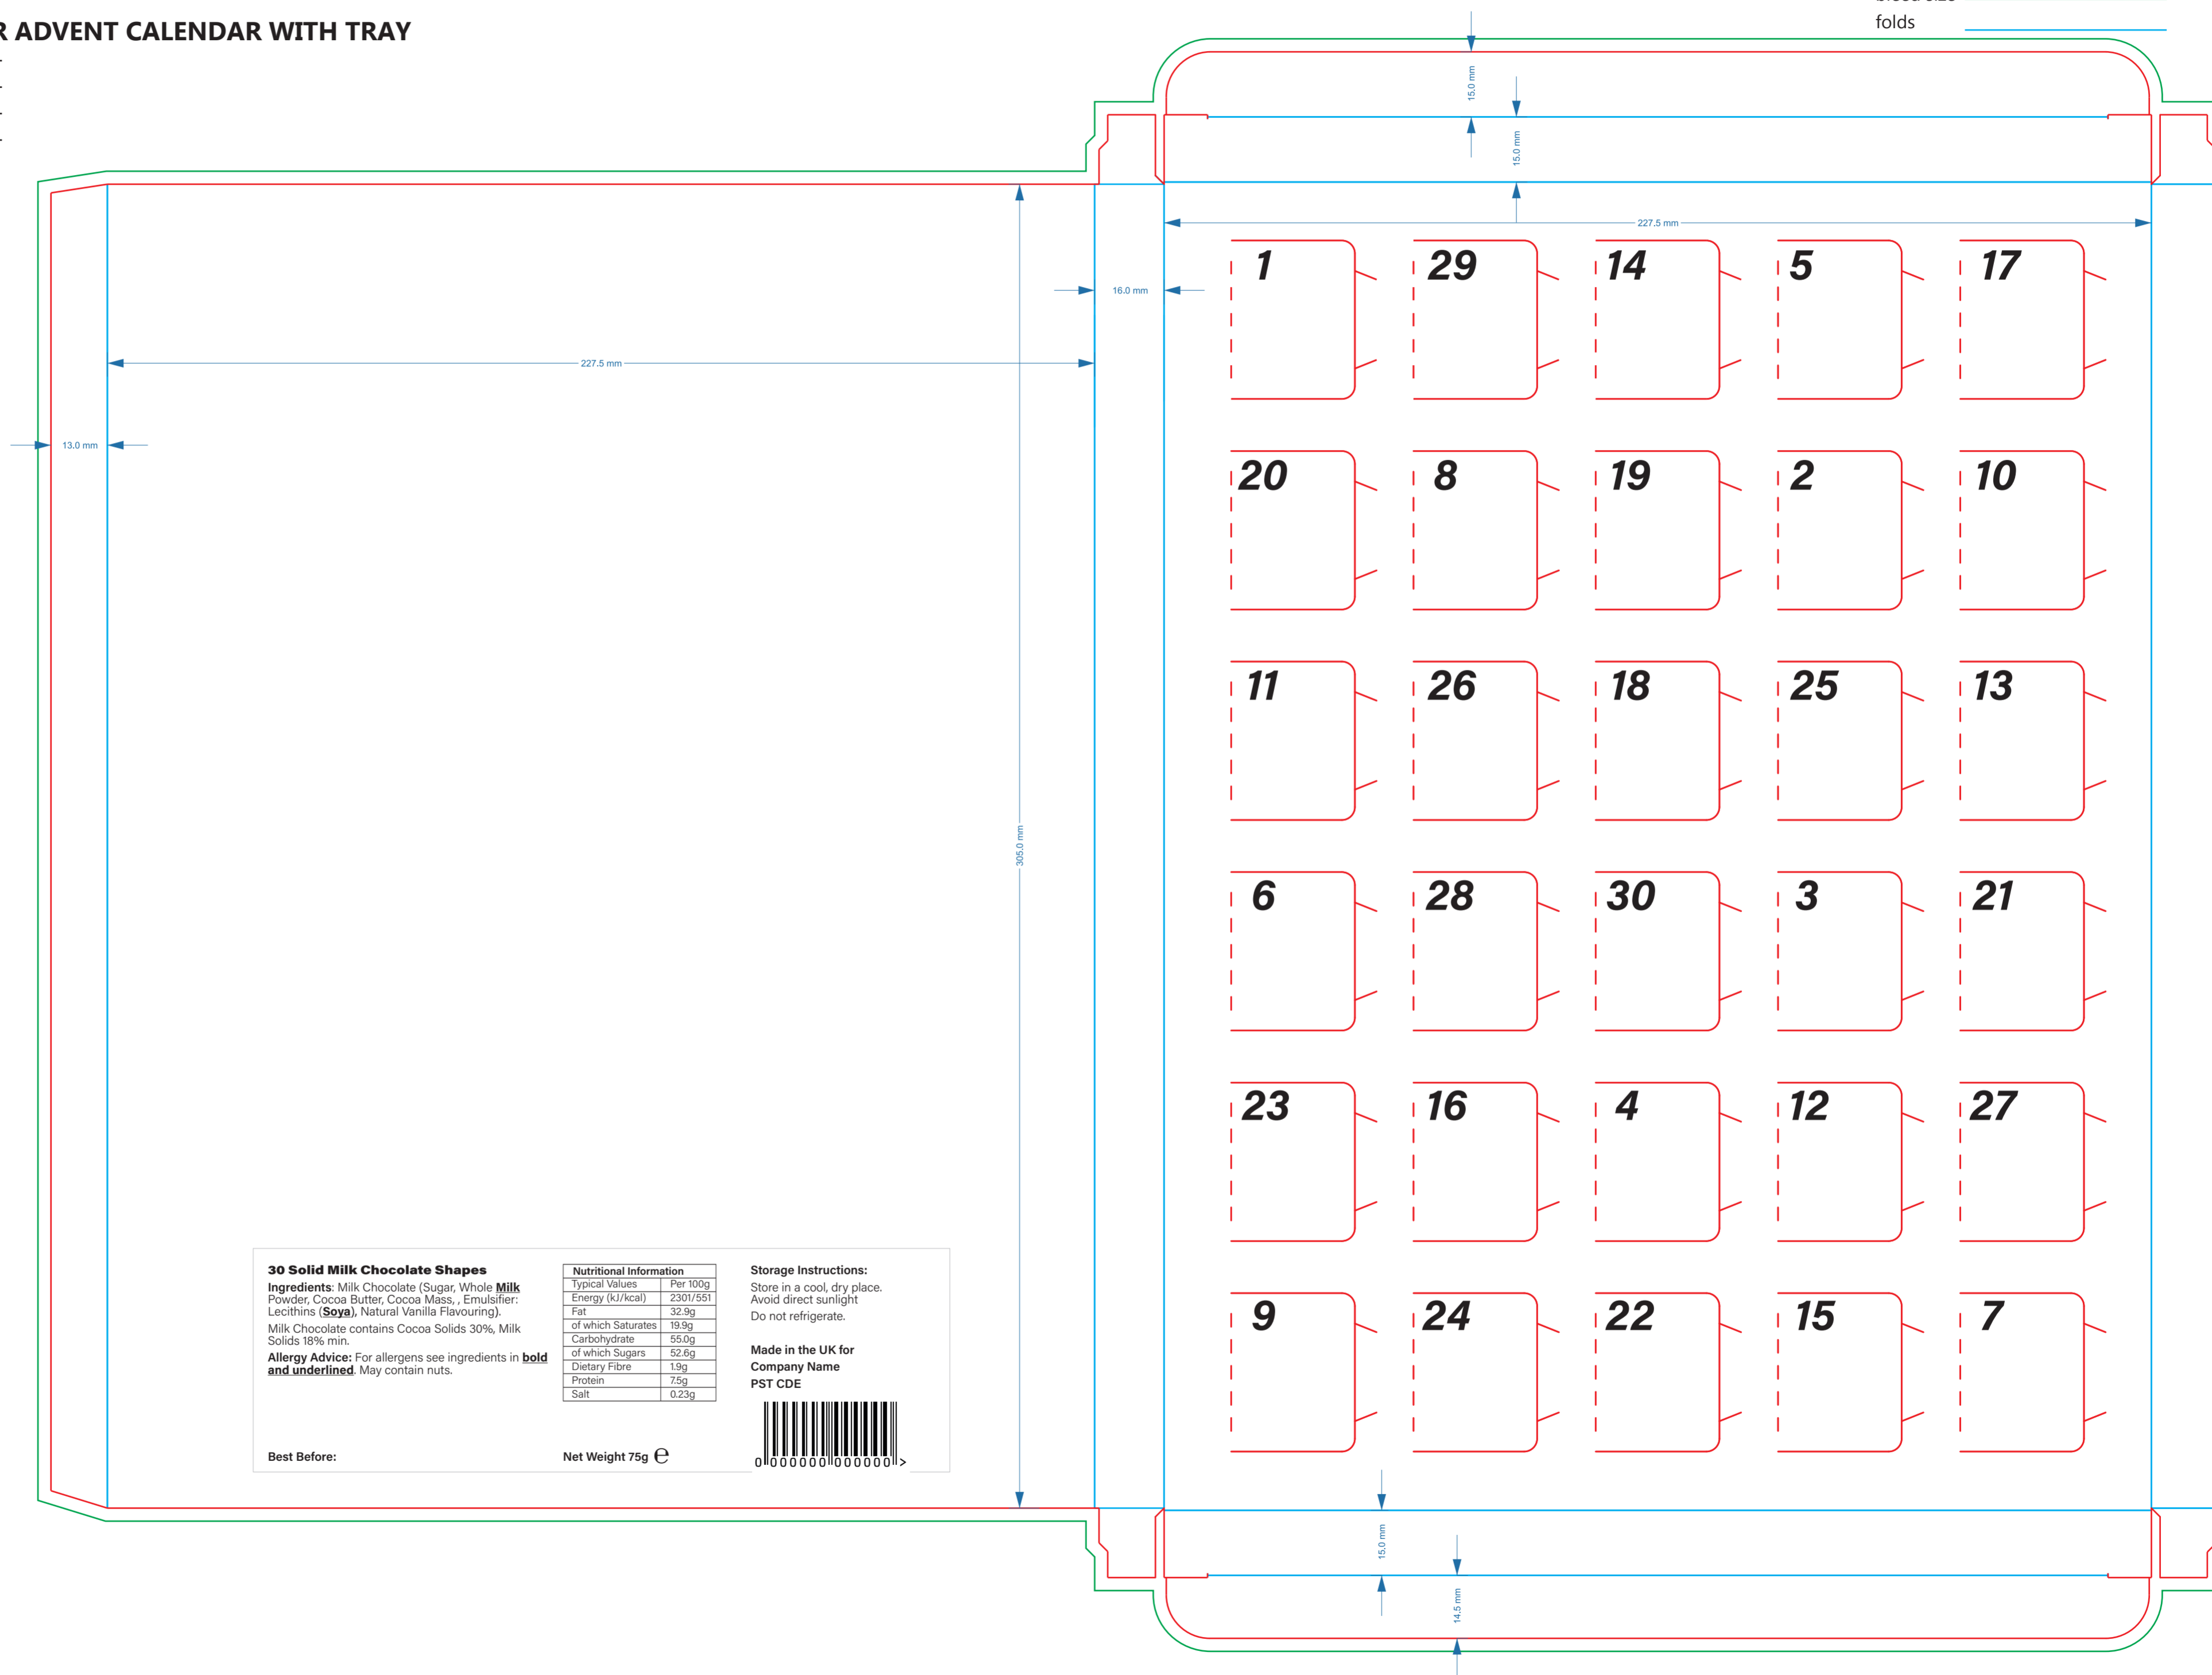 R ADVENT CALENDAR WITH TRAY
folds
15.0 mm
15.0 mm
227.5 mm
16.0 mm
227.5 mm
13.0 mm
305.0 mm
1 29 14 5 17
20 8 19 2 10
11 26 18 25 13
6 28 30 3 21
23 16 4 12 27
9 24 22 15 7
30 Solid Milk Chocolate Shapes
Ingredients: Milk Chocolate (Sugar, Whole Milk
Powder, Cocoa Butter, Cocoa Mass, , Emulsifier:
Lecithins (Soya), Natural Vanilla Flavouring).
Milk Chocolate contains Cocoa Solids 30%, Milk
Solids 18% min.
Allergy Advice: For allergens see ingredients in bold
and underlined. May contain nuts.
Best Before:
Nutritional Information
Typical Values Per 100g
Energy (kJ/kcal) 2301/551
Fat 32.9g
of which Saturates 19.9g
Carbohydrate 55.0g
of which Sugars 52.6g
Dietary Fibre 1.9g
Protein 7.5g
Salt 0.23g
Net Weight 75g ℮
Storage Instructions:
Store in a cool, dry place.
Avoid direct sunlight
Do not refrigerate.
Made in the UK for
Company Name
PST CDE
0 000000 000000 >
15.0 mm
14.5 mm